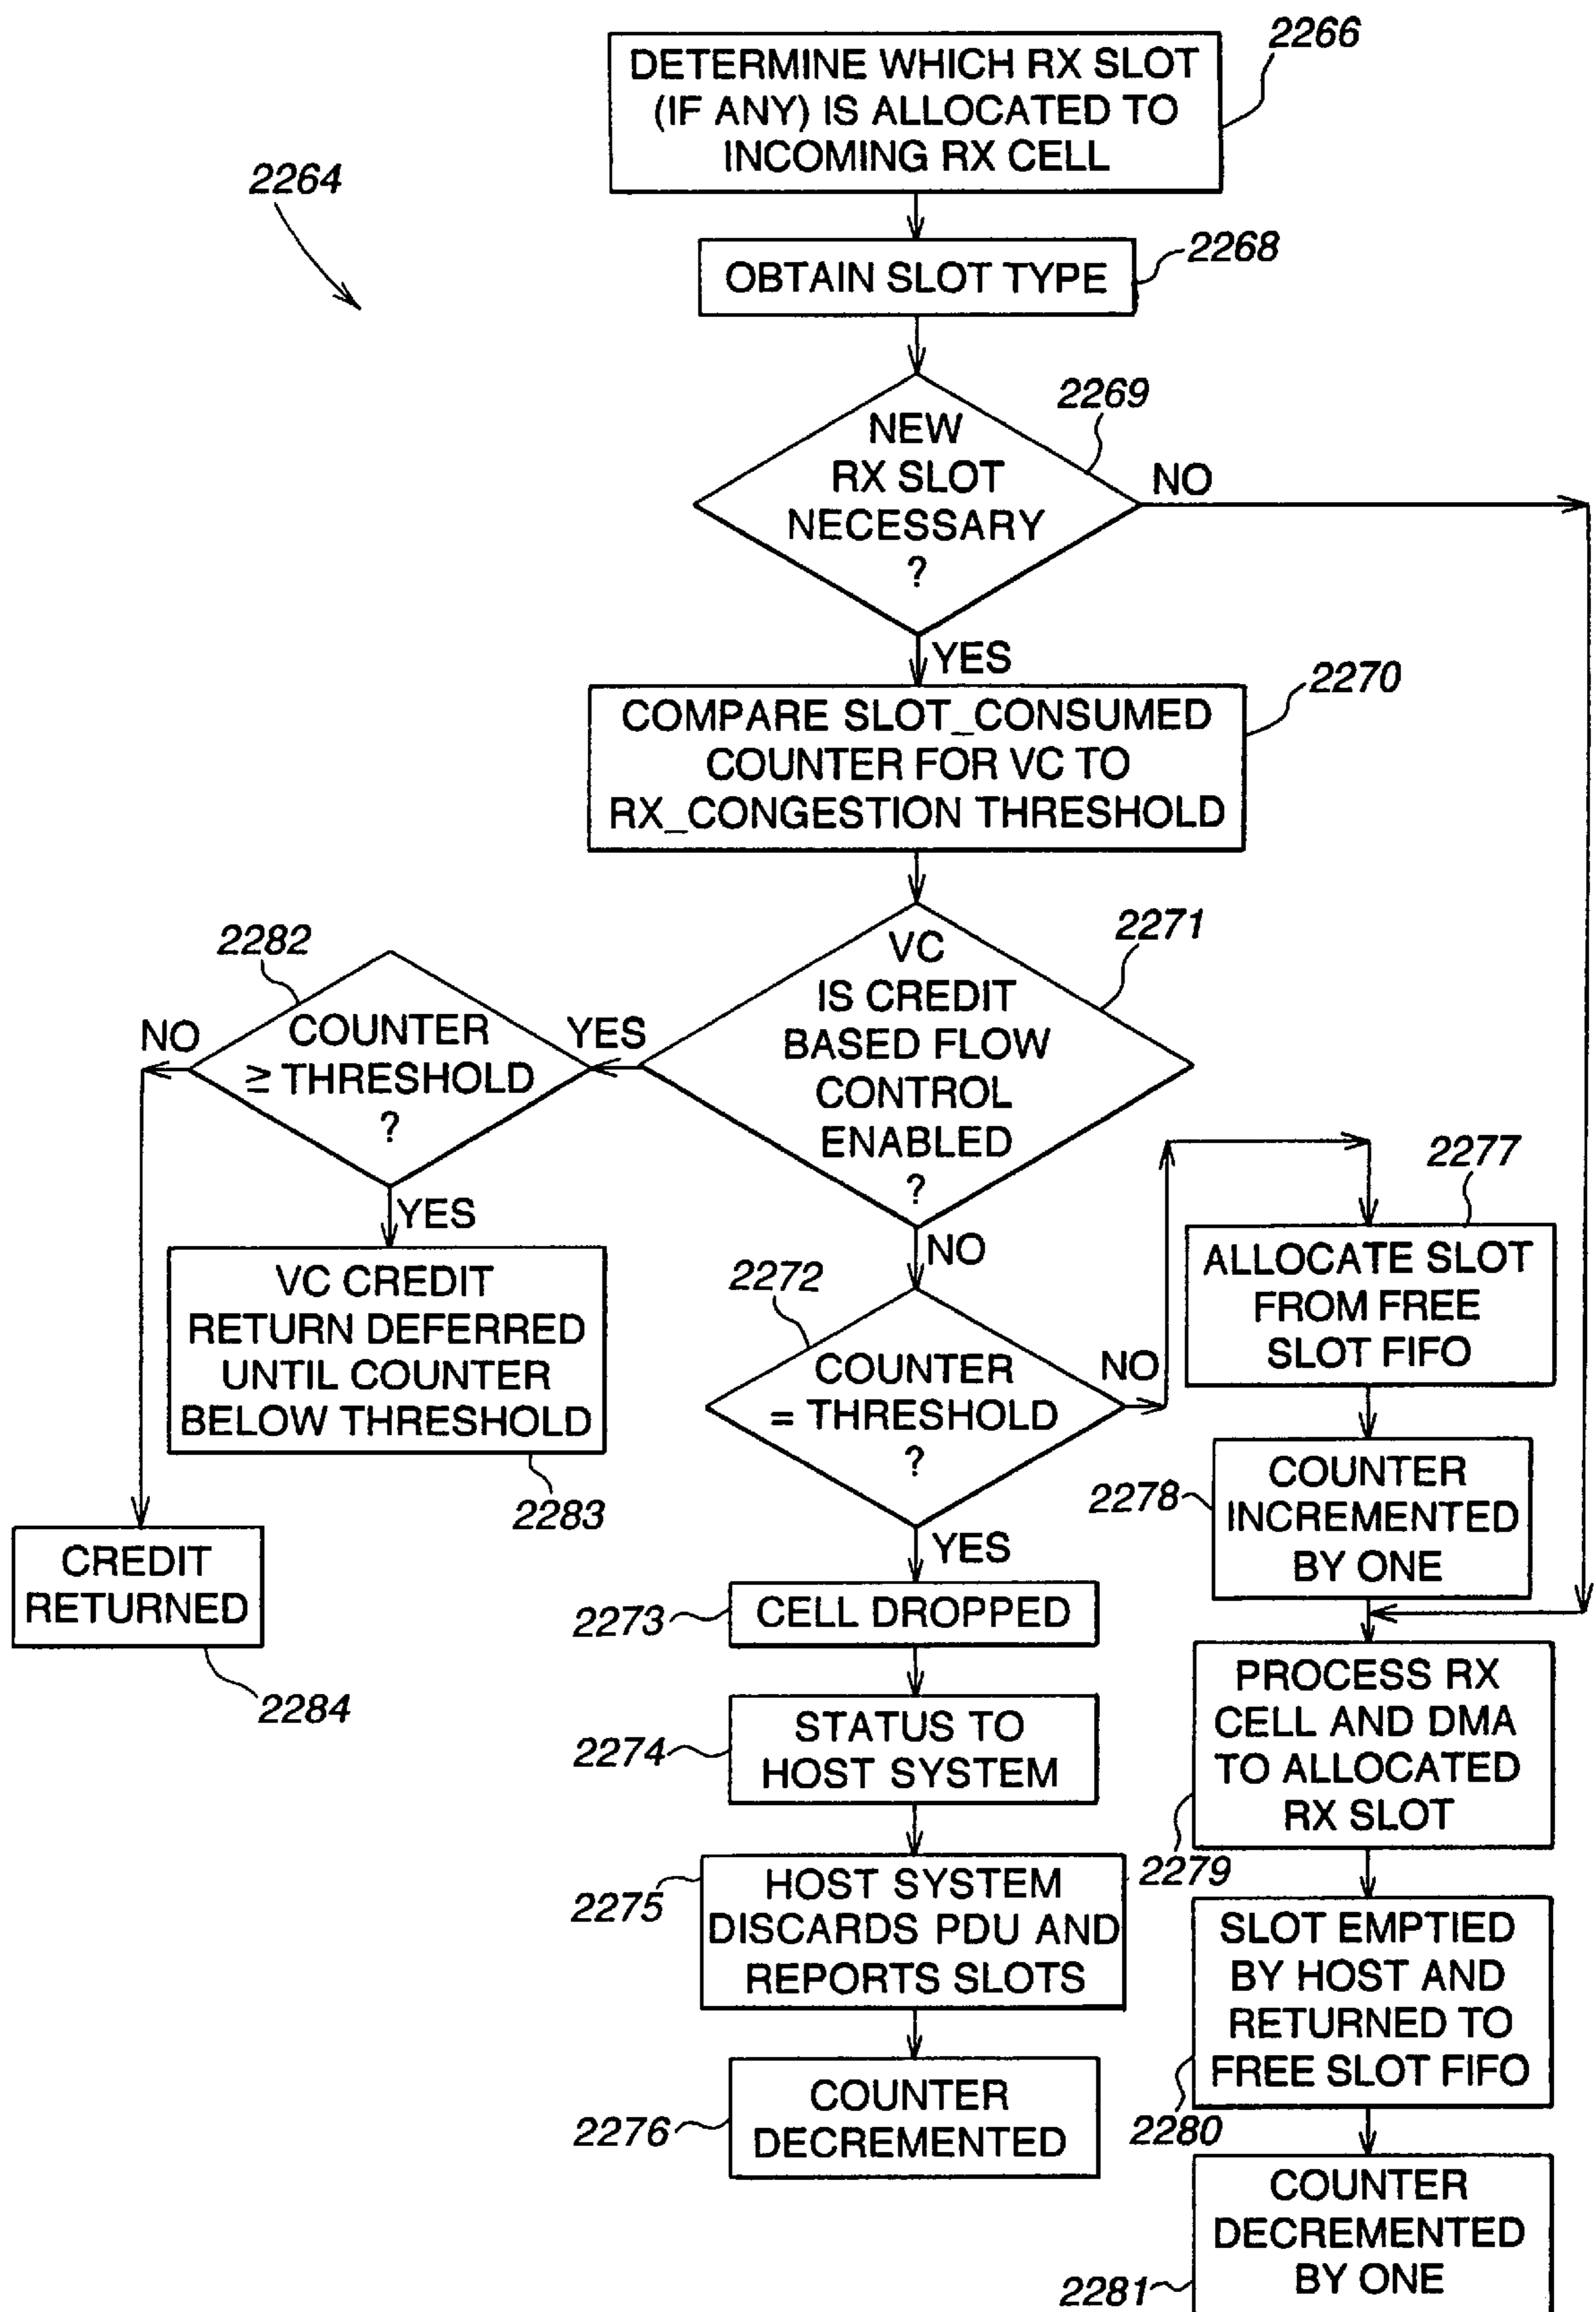 2266
DETERMINE WHICH RX SLOT
(IF ANY) IS ALLOCATED TO
INCOMING RX CELL
2264
2268
OBTAIN SLOT TYPE
2269
NEW
RX SLOT
NECESSARY
?
NO
YES
2270
COMPARE SLOT_CONSUMED
COUNTER FOR VC TO
RX_CONGESTION THRESHOLD
2271
VC
IS CREDIT
BASED FLOW
CONTROL
ENABLED
?
YES
NO
2282
COUNTER
≥ THRESHOLD
?
NO
YES
VC CREDIT
RETURN DEFERRED
UNTIL COUNTER
BELOW THRESHOLD
2283
CREDIT
RETURNED
2284
2272
COUNTER
= THRESHOLD
?
NO
YES
2273
CELL DROPPED
2274
STATUS TO
HOST SYSTEM
2275
HOST SYSTEM
DISCARDS PDU AND
REPORTS SLOTS
2276
COUNTER
DECREMENTED
2277
ALLOCATE SLOT
FROM FREE
SLOT FIFO
2278
COUNTER
INCREMENTED
BY ONE
PROCESS RX
CELL AND DMA
TO ALLOCATED
RX SLOT
2279
SLOT EMPTIED
BY HOST AND
RETURNED TO
FREE SLOT FIFO
2280
COUNTER
DECREMENTED
BY ONE
2281